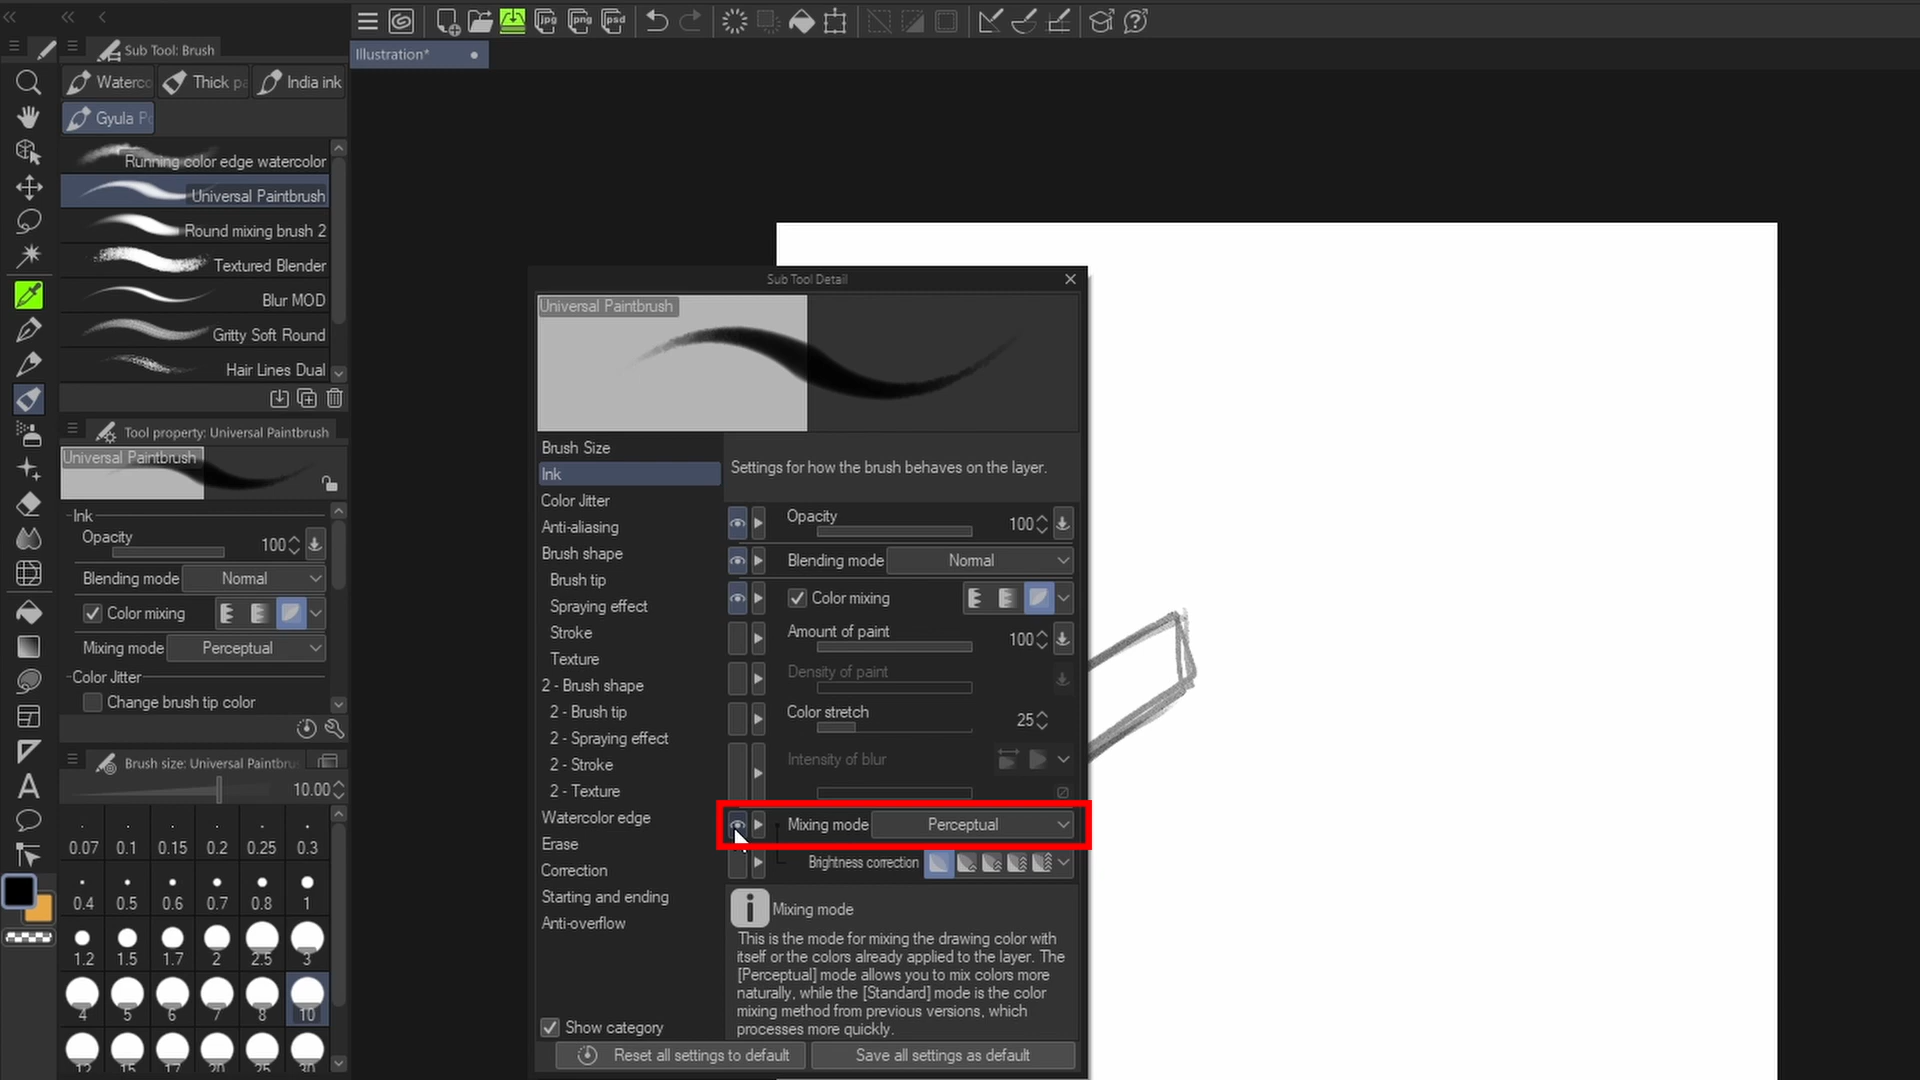 jpg
png
psd
Sub Tool: Brush
Illustration*
Waterc
Thick pa
India ink
Gyula P
Running color edge watercolor
Universal Paintbrush
Round mixing brush 2
Textured Blender
Blur MOD
Gritty Soft Round
Hair Lines Dual
Tool property: Universal Paintbrush
Universal Paintbrush
Ink
Opacity 100
Blending mode Normal
Color mixing
Mixing mode Perceptual
Color Jitter
Change brush tip color
Brush size: Universal Paintbru
10.00
0.07 0.1 0.15 0.2 0.25 0.3
0.4 0.5 0.6 0.7 0.8 1
1.2 1.5 1.7 2 2.5 3
4 5 6 7 8 10
12 15 17 20 25 30
Sub Tool Detail
Universal Paintbrush
Brush Size
Ink
Color Jitter
Anti-aliasing
Brush shape
Brush tip
Spraying effect
Stroke
Texture
2 - Brush shape
2 - Brush tip
2 - Spraying effect
2 - Stroke
2 - Texture
Watercolor edge
Erase
Correction
Starting and ending
Anti-overflow
Show category
Settings for how the brush behaves on the layer.
Opacity 100
Blending mode Normal
Color mixing
Amount of paint 100
Density of paint
Color stretch 25
Intensity of blur
Mixing mode Perceptual
Brightness correction
Mixing mode
This is the mode for mixing the drawing color with
itself or the colors already applied to the layer. The
[Perceptual] mode allows you to mix colors more
naturally, while the [Standard] mode is the color
mixing method from previous versions, which
processes more quickly.
Reset all settings to default
Save all settings as default